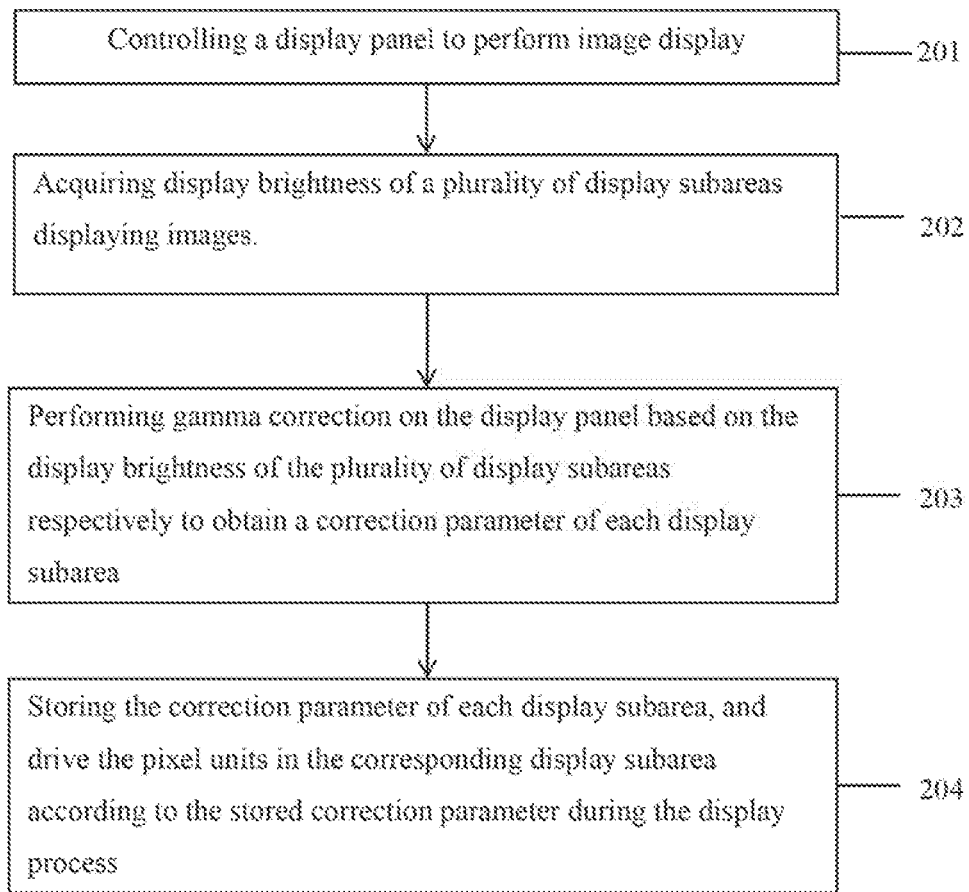 Controlling a display panel to perform image display
201
Acquiring display brightness of a plurality of display subareas
displaying images.
202
Performing gamma correction on the display panel based on the
display brightness of the plurality of display subareas
respectively to obtain a correction parameter of each display
subarea
203
Storing the correction parameter of each display subarea, and
drive the pixel units in the corresponding display subarea
according to the stored correction parameter during the display
process
204